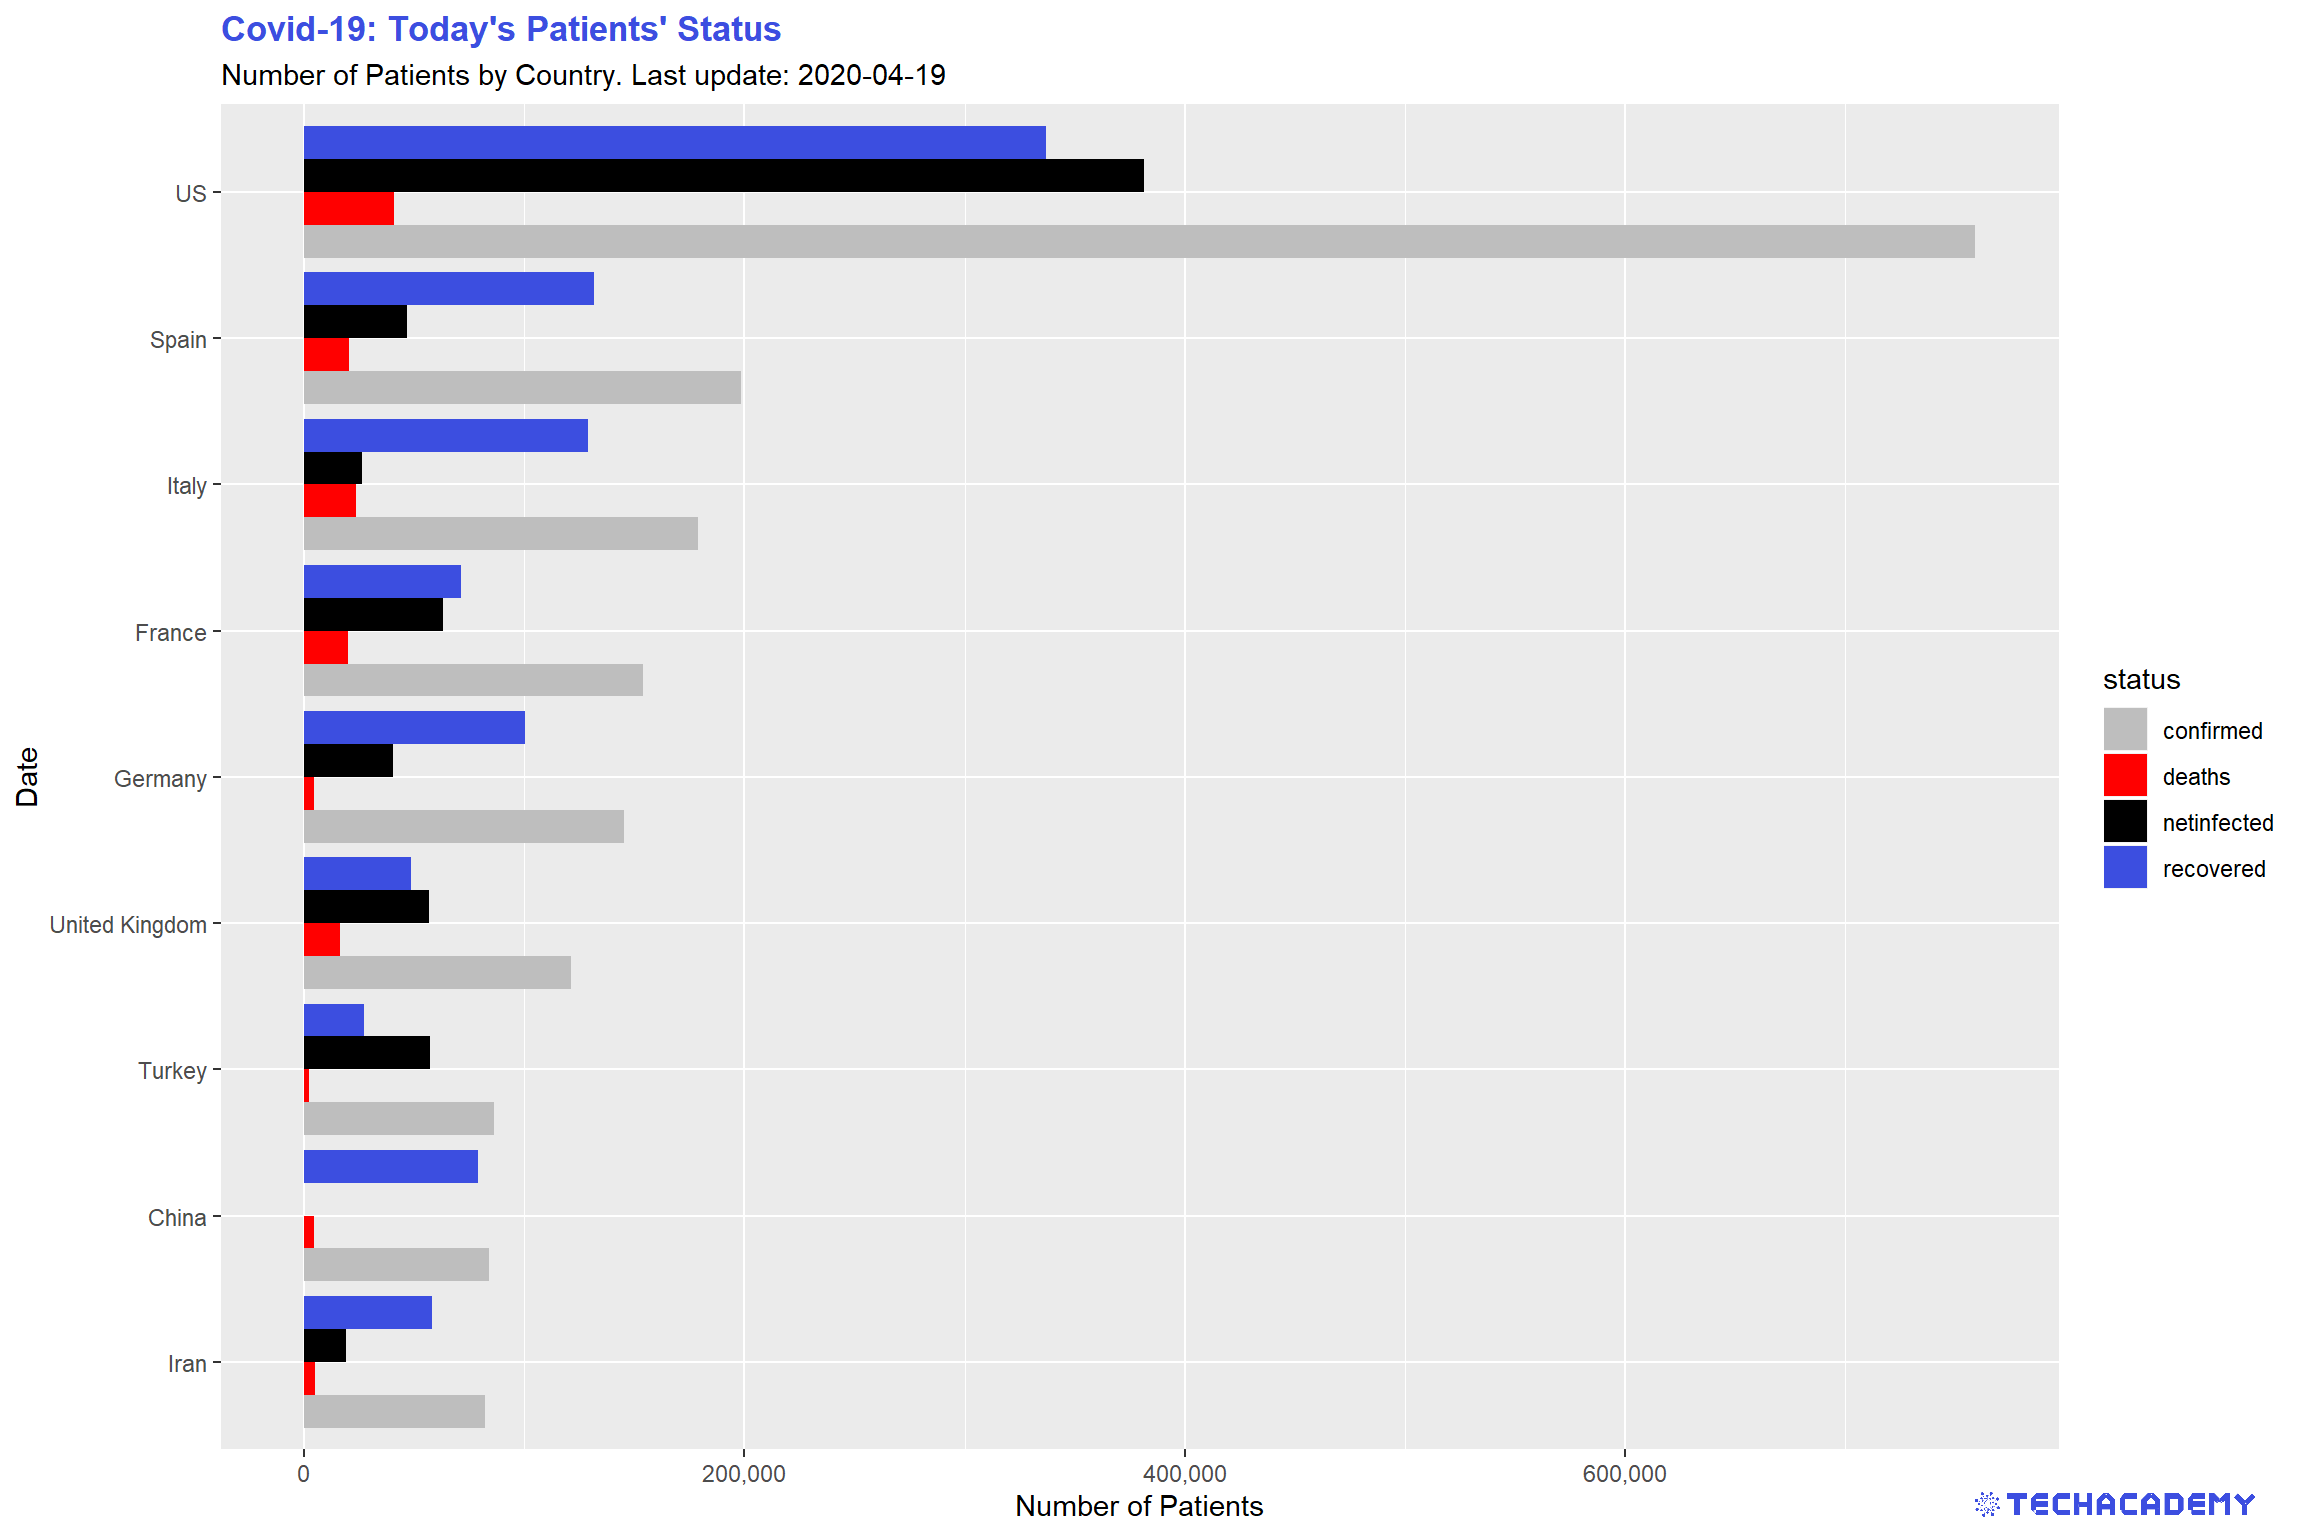 Covid-19: Today's Patients' Status
Number of Patients by Country. Last update: 2020-04-19
US
Spain
Italy
France
Germany
United Kingdom
Turkey
China
Iran
Date
0 200,000 400,000 600,000
Number of Patients
status
confirmed
deaths
netinfected
recovered
TECHACADEMY